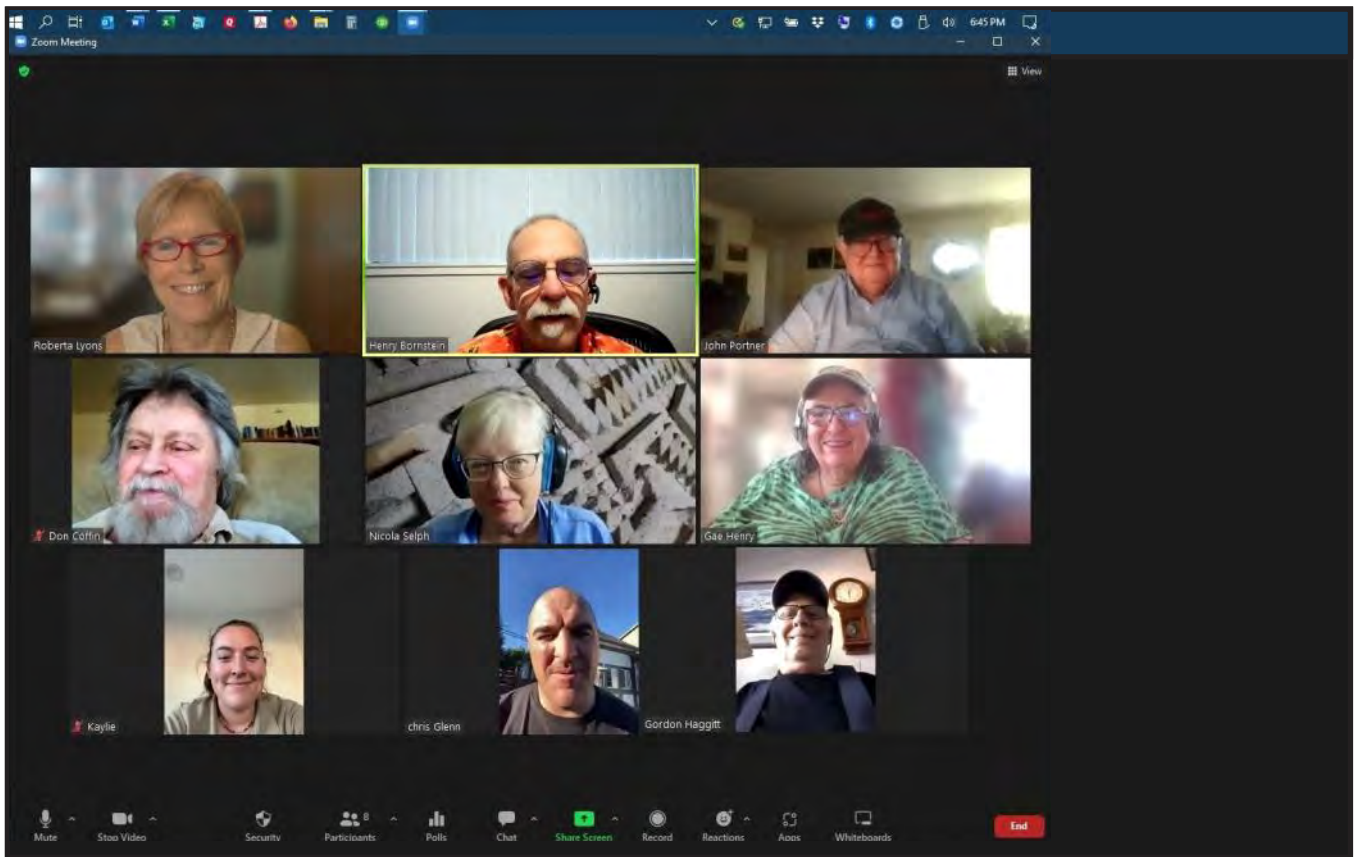 6:45 PM
Zoom Meeting
View
Roberta Lyons
Henry Bornstein
John Portner
Don Coffin
Nicola Selph
Gae Henry
Kaylie
chris Glenn
Gordon Haggitt
8
Mute
Stop Video
Security
Participants
Polls
Chat
Share Screen
Record
Reactions
Apps
Whiteboards
End